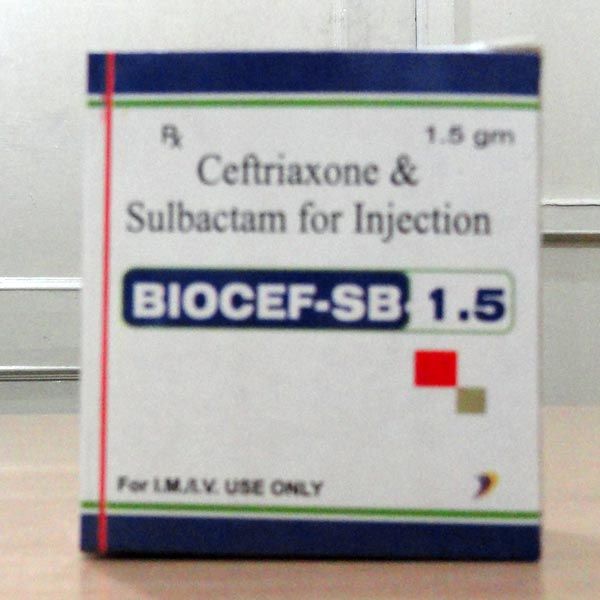 ℞
1.5 gm
Ceftriaxone &
Sulbactam for Injection
BIOCEF-SB 1.5
For I.M./I.V. USE ONLY